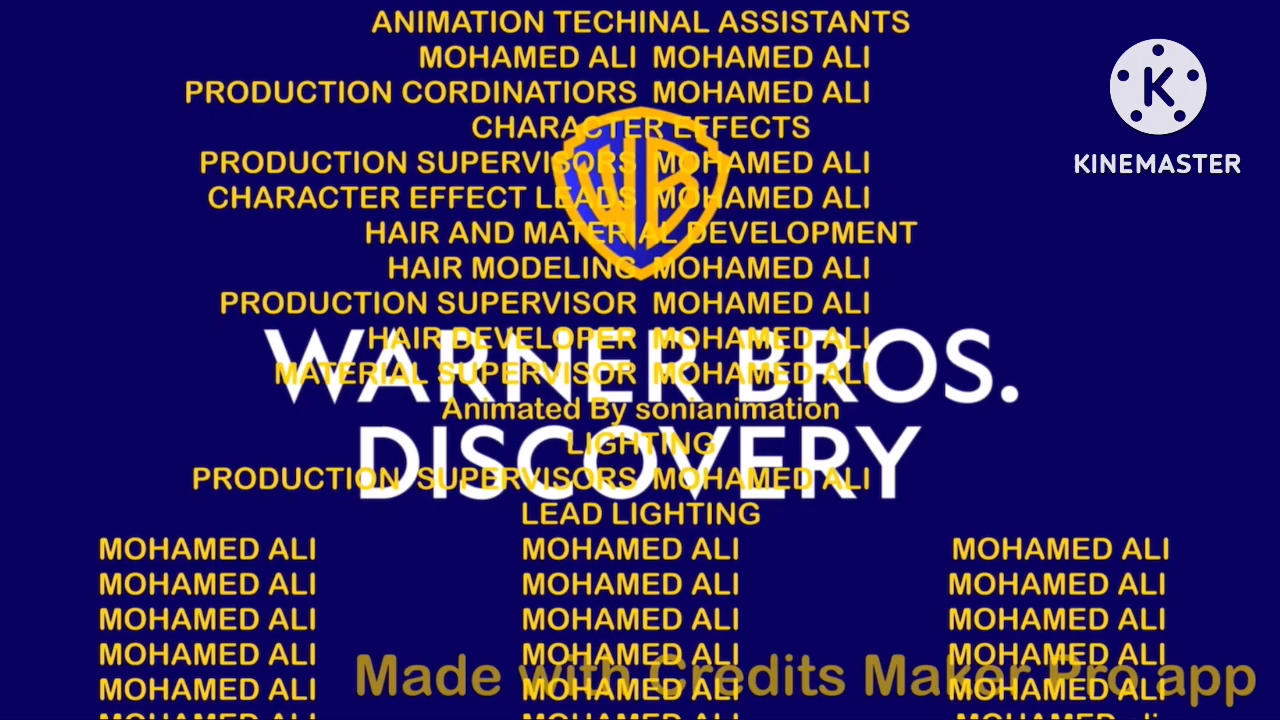 ANIMATION TECHINAL ASSISTANTS
MOHAMED ALI MOHAMED ALI
PRODUCTION CORDINATIORS MOHAMED ALI
CHARACTER EFFECTS
PRODUCTION SUPERVISORS MOHAMED ALI
CHARACTER EFFECT LEADS MOHAMED ALI
HAIR AND MATERIAL DEVELOPMENT
HAIR MODELING MOHAMED ALI
PRODUCTION SUPERVISOR MOHAMED ALI
HAIR DEVELOPER MOHAMED ALI
MATERIAL SUPERVISOR MOHAMED ALI
Animated By sonianimation
LIGHTING
PRODUCTION SUPERVISORS MOHAMED ALI
LEAD LIGHTING
MOHAMED ALI MOHAMED ALI MOHAMED ALI
MOHAMED ALI MOHAMED ALI MOHAMED ALI
MOHAMED ALI MOHAMED ALI MOHAMED ALI
MOHAMED ALI MOHAMED ALI MOHAMED ALI
MOHAMED ALI MOHAMED ALI MOHAMED ALI
WB
WARNER BROS.
DISCOVERY
K
KINEMASTER
Made with Credits Maker Pro app